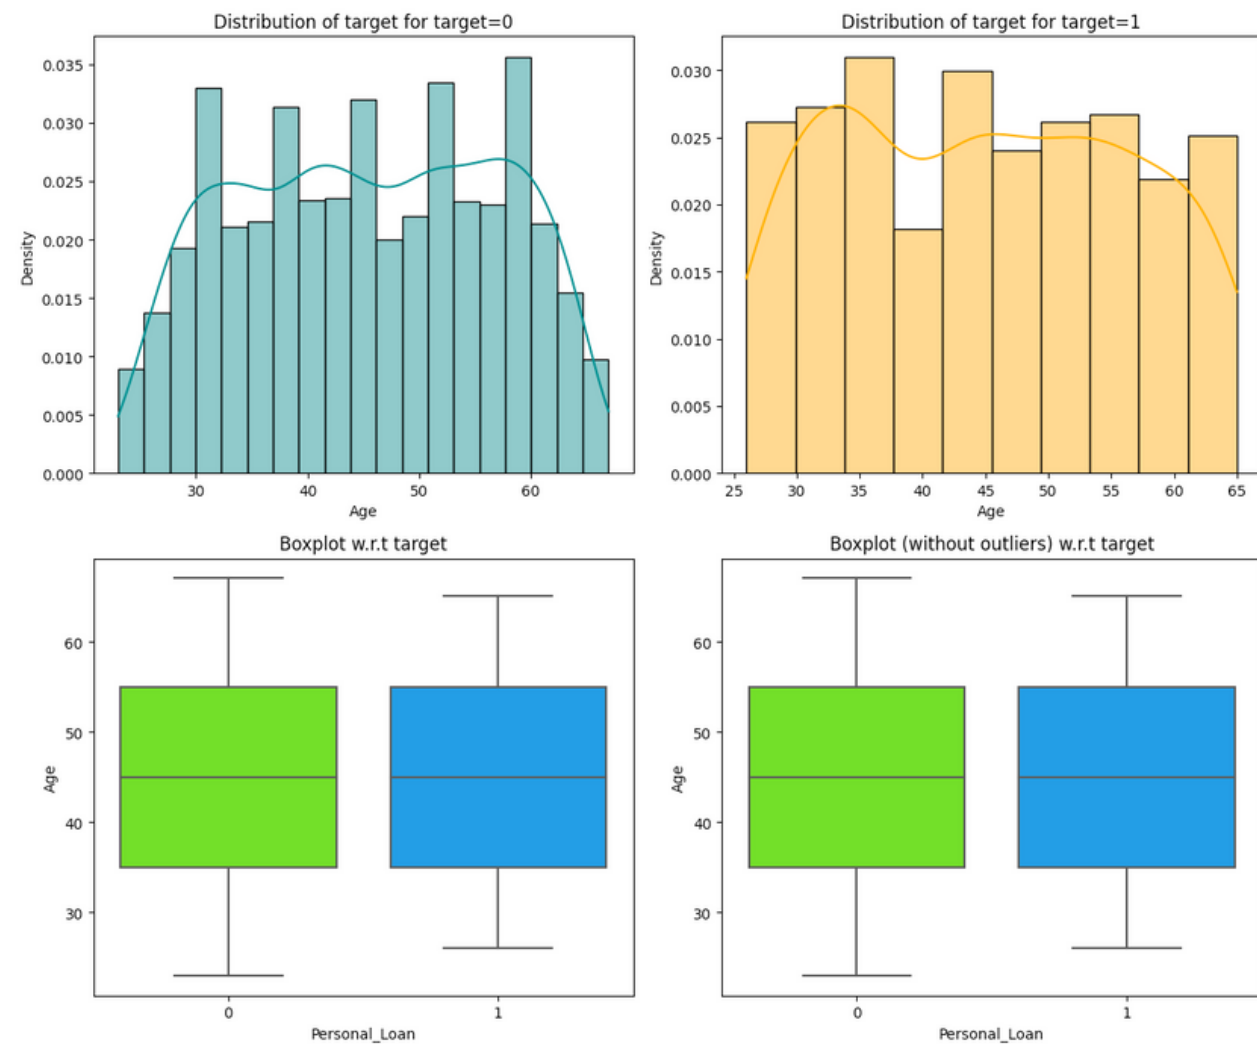 Distribution of target for target=0
0.035
0.030
0.025
0.020
0.015
0.010
0.005
0.000
Density
30 40 50 60
Age
Distribution of target for target=1
0.030
0.025
0.020
0.015
0.010
0.005
0.000
Density
25 30 35 40 45 50 55 60 65
Age
Boxplot w.r.t target
60
50
40
30
Age
0 1
Personal_Loan
Boxplot (without outliers) w.r.t target
60
50
40
30
Age
0 1
Personal_Loan